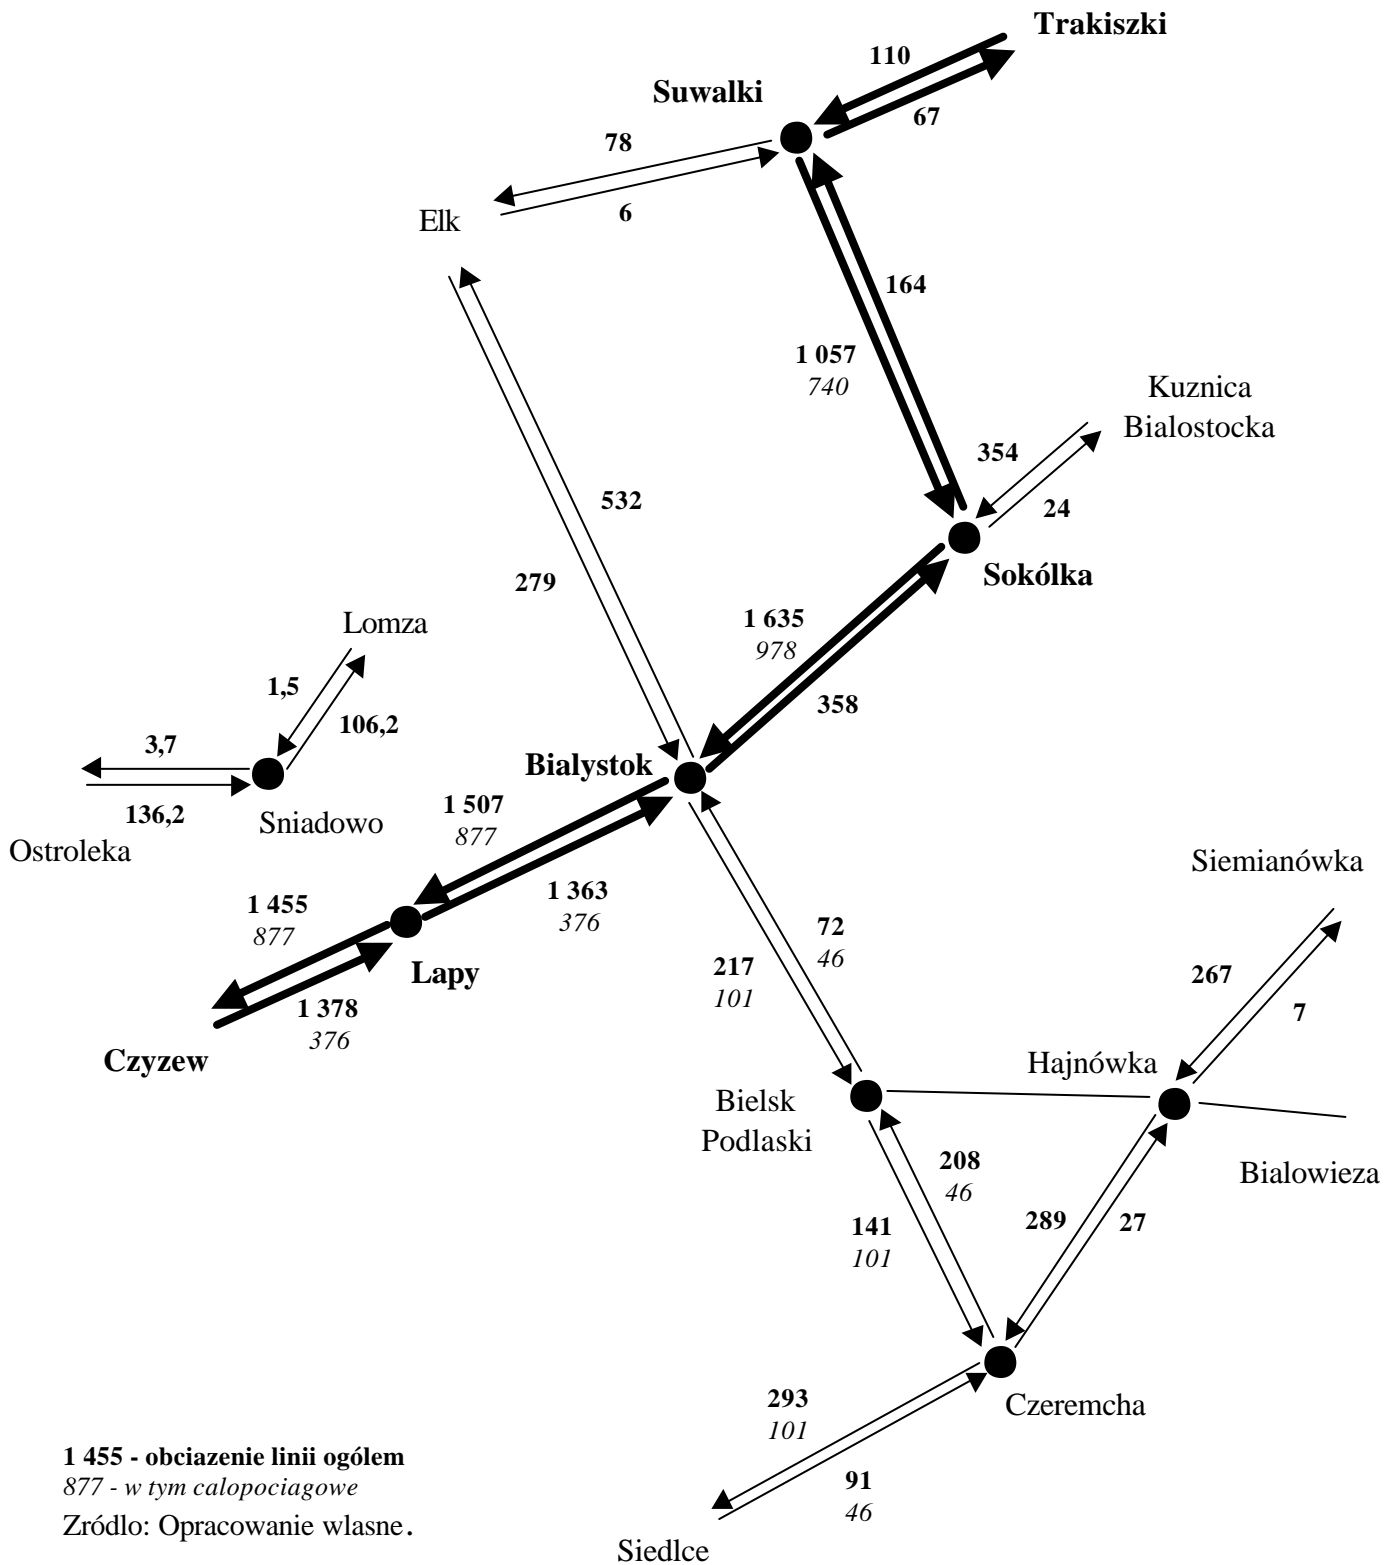 Trakiszki
110
Suwalki
67
78
6
Elk
164
1 057
740
Kuznica
Bialostocka
354
24
532
Sokólka
279
1 635
978
Lomza
1,5
358
106,2
3,7
Bialystok
136,2
1 507
877
Sniadowo
Ostroleka
Siemianówka
1 363
376
1 455
877
72
46
217
101
Lapy
267
1 378
376
7
Czyzew
Hajnówka
Bielsk
Podlaski
208
46
Bialowieza
141
101
289
27
293
101
Czeremcha
1 455 - obciazenie linii ogólem
877 - w tym calopociagowe
91
46
Zródlo: Opracowanie wlasne.
Siedlce